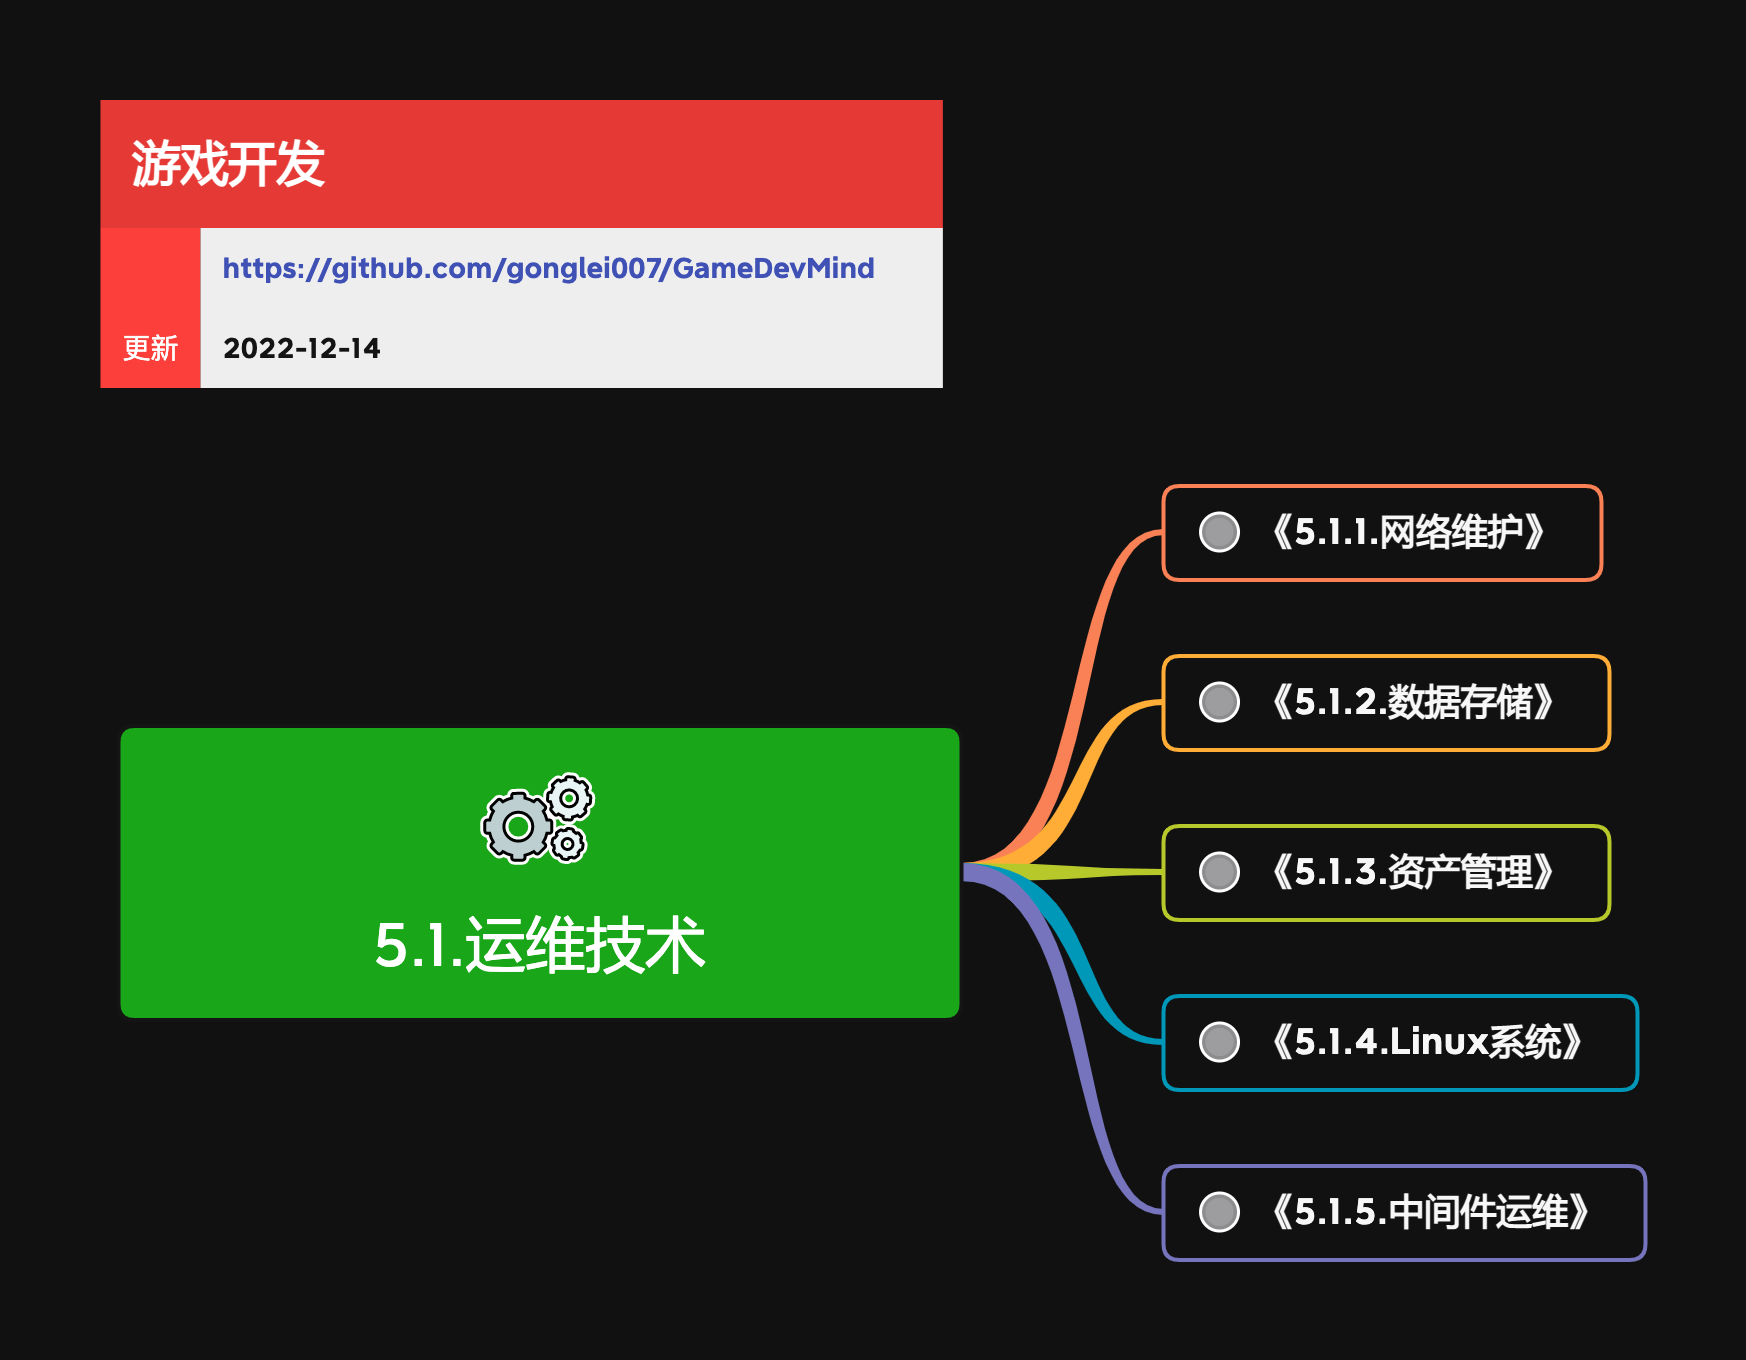 游戏开发
https://github.com/gonglei007/GameDevMind
更新 2022-12-14
5.1.运维技术
《5.1.1.网络维护》
《5.1.2.数据存储》
《5.1.3.资产管理》
《5.1.4.Linux系统》
《5.1.5.中间件运维》